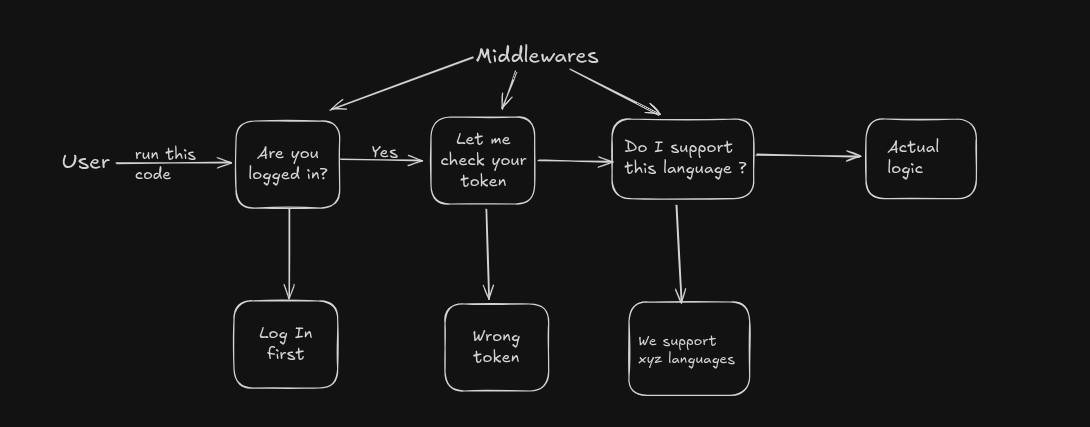 Middlewares
User
run this
code
Are you
logged in?
Yes
Let me
check your
token
Do I support
this language ?
Actual
logic
Log In
first
Wrong
token
We support
xyz languages